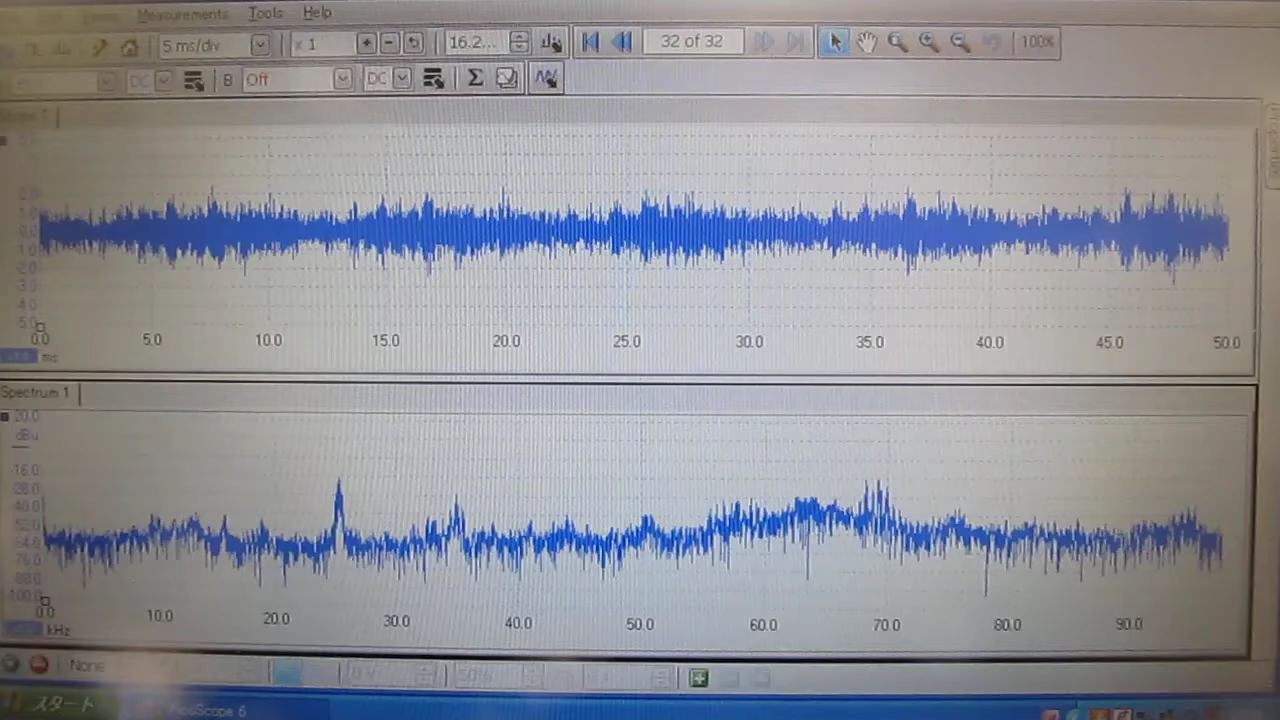 Measurements Tools Help
5 ms/div x 1 16.2... 32 of 32 100%
DC B Off DC
2.0
1.0
0.0
1.0
2.0
3.0
4.0
5.0
0.0 5.0 10.0 15.0 20.0 25.0 30.0 35.0 40.0 45.0 50.0
ms
Spectrum 1
20.0
dBu
-16.0
-28.0
40.0
52.0
64.0
76.0
88.0
100.0
0.0 10.0 20.0 30.0 40.0 50.0 60.0 70.0 80.0 90.0
kHz
None 0 V 50%
スタート PicoScope 6